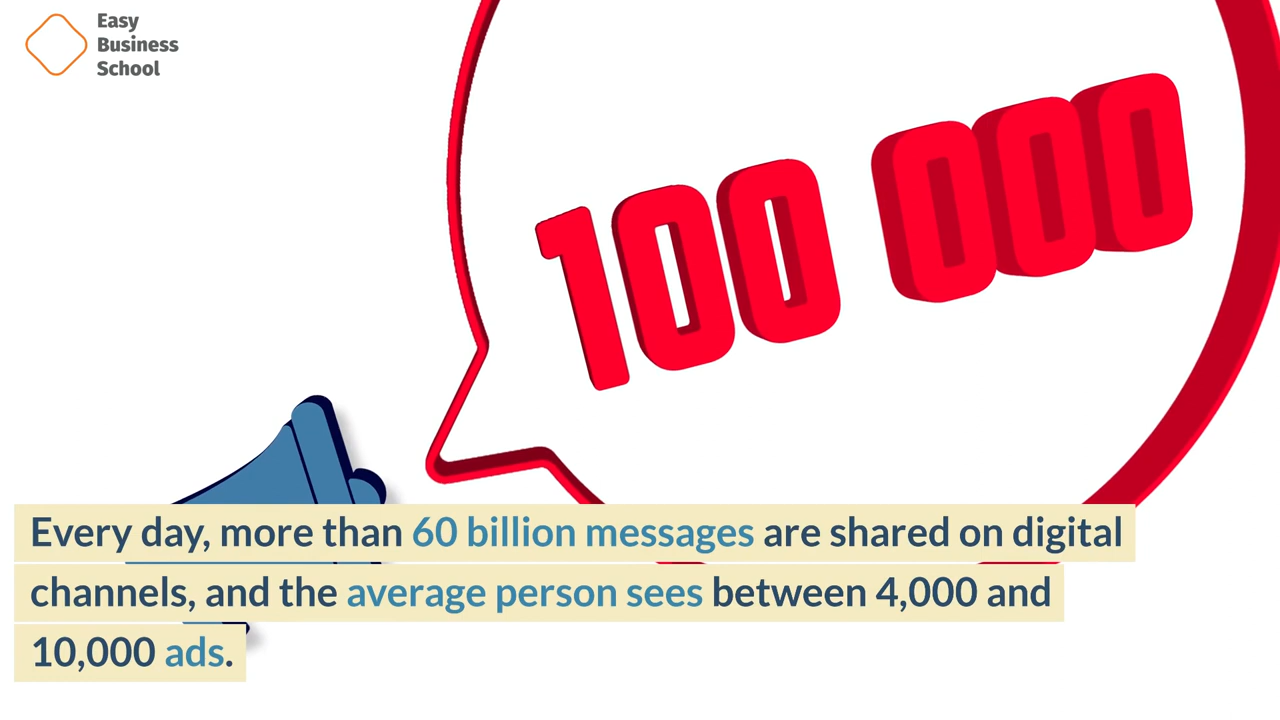 Easy
Business
School
100 000
Every day, more than 60 billion messages are shared on digital
channels, and the average person sees between 4,000 and
10,000 ads.